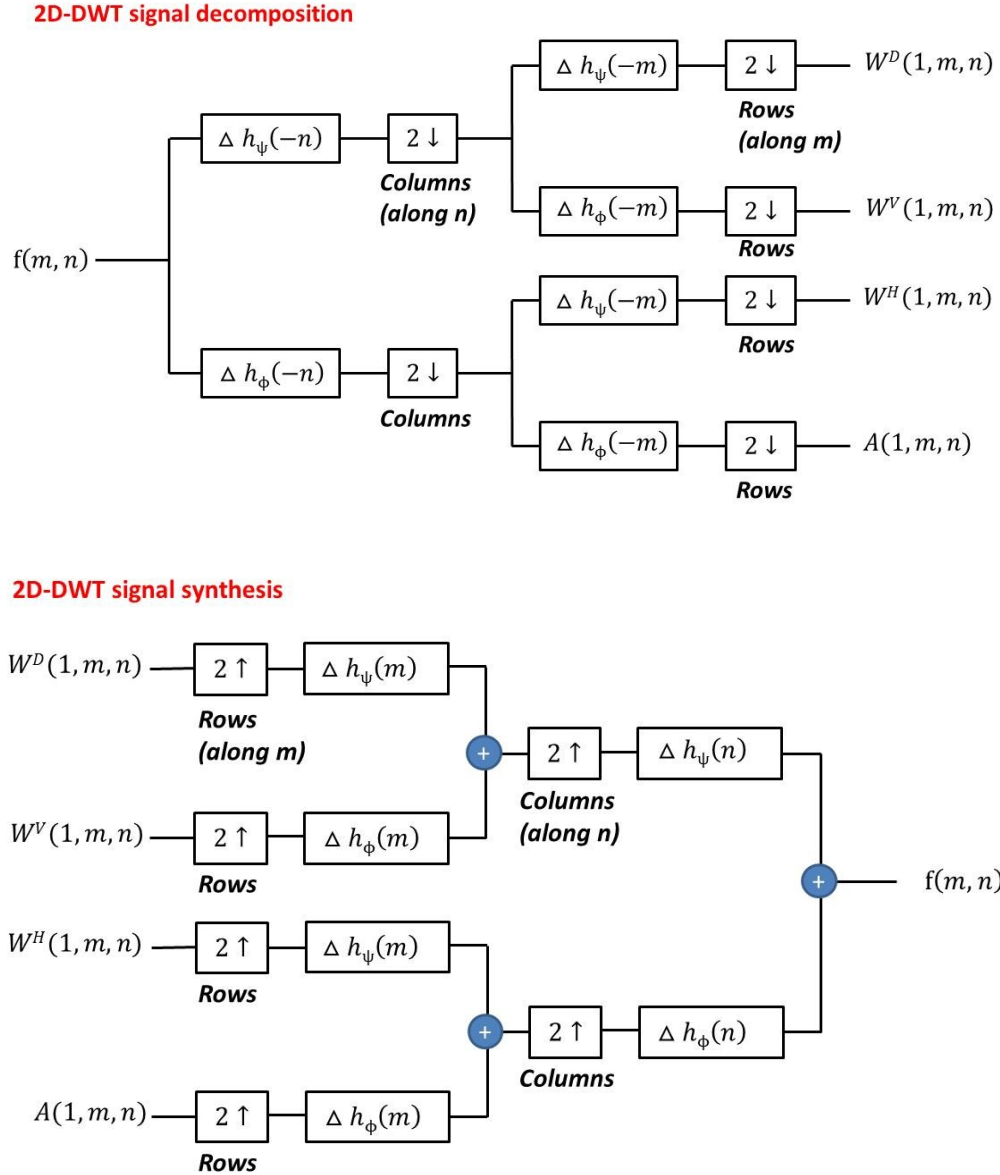 2D-DWT signal decomposition
△ h_ψ(−m)
2 ↓
W^D(1, m, n)
Rows
(along m)
△ h_ψ(−n)
2 ↓
Columns
(along n)
△ h_ϕ(−m)
2 ↓
W^V(1, m, n)
Rows
f(m, n)
△ h_ψ(−m)
2 ↓
W^H(1, m, n)
Rows
△ h_ϕ(−n)
2 ↓
Columns
△ h_ϕ(−m)
2 ↓
A(1, m, n)
Rows
2D-DWT signal synthesis
W^D(1, m, n)
2 ↑
△ h_ψ(m)
Rows
(along m)
+
2 ↑
△ h_ψ(n)
Columns
(along n)
W^V(1, m, n)
2 ↑
△ h_ϕ(m)
Rows
+
f(m, n)
W^H(1, m, n)
2 ↑
△ h_ψ(m)
Rows
+
2 ↑
△ h_ϕ(n)
Columns
A(1, m, n)
2 ↑
△ h_ϕ(m)
Rows